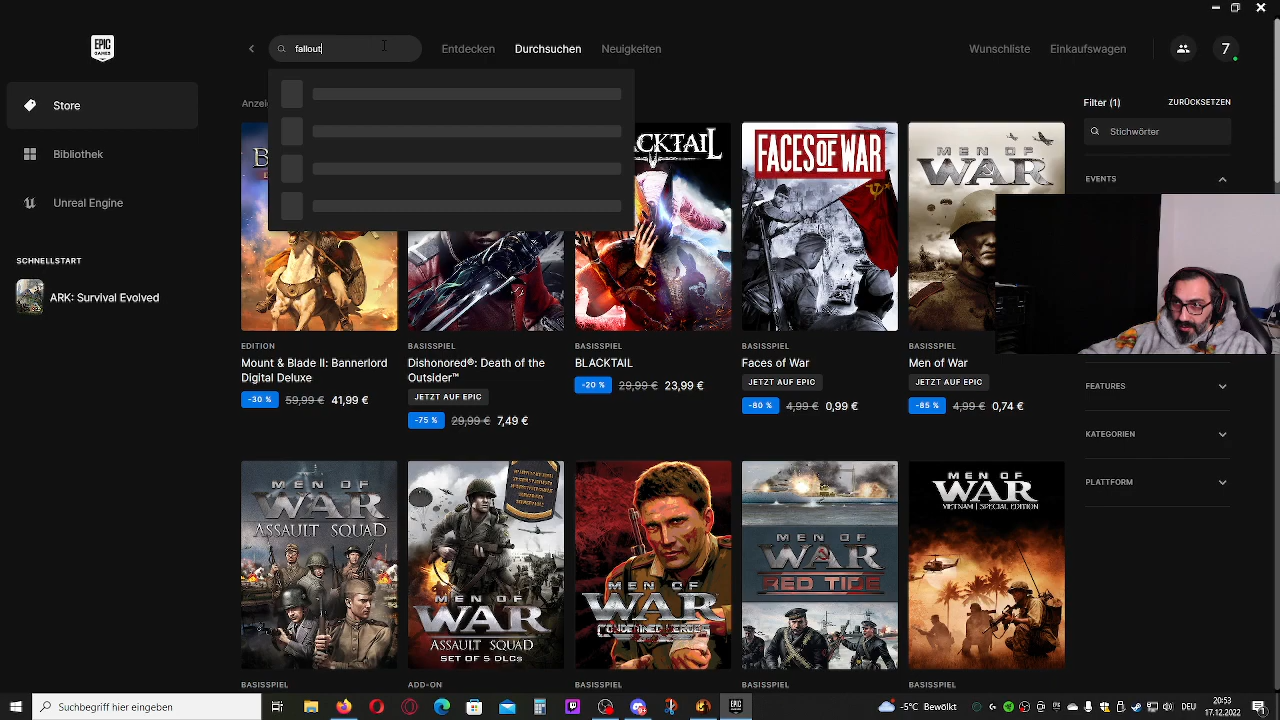 EPIC
GAMES
fallout
Entdecken
Durchsuchen
Neuigkeiten
Wunschliste
Einkaufswagen
7
Store
Bibliothek
Unreal Engine
SCHNELLSTART
ARK: Survival Evolved
Filter (1)
ZURÜCKSETZEN
Stichwörter
EVENTS
FEATURES
KATEGORIEN
PLATTFORM
FACES OF WAR
MEN OF
WAR
EDITION
Mount & Blade II: Bannerlord
Digital Deluxe
-30 % 59,99 € 41,99 €
BASISSPIEL
Dishonored®: Death of the
Outsider™
JETZT AUF EPIC
-75 % 29,99 € 7,49 €
BASISSPIEL
BLACKTAIL
-20 % 29,99 € 23,99 €
BASISSPIEL
Faces of War
JETZT AUF EPIC
-80 % 4,99 € 0,99 €
BASISSPIEL
Men of War
JETZT AUF EPIC
-85 % 4,99 € 0,74 €
MEN OF
WAR
ASSAULT SQUAD
MEN OF
WAR
ASSAULT SQUAD
SET OF 5 DLCs
MEN OF
WAR
CONDEMNED HEROES
MEN OF
WAR
RED TIDE
MEN OF
WAR
VIETNAM | SPECIAL EDITION
BASISSPIEL
ADD-ON
BASISSPIEL
BASISSPIEL
BASISSPIEL
Suchbegriff hier eingeben
-5°C Bewölkt
DEU
20:53
17.12.2022